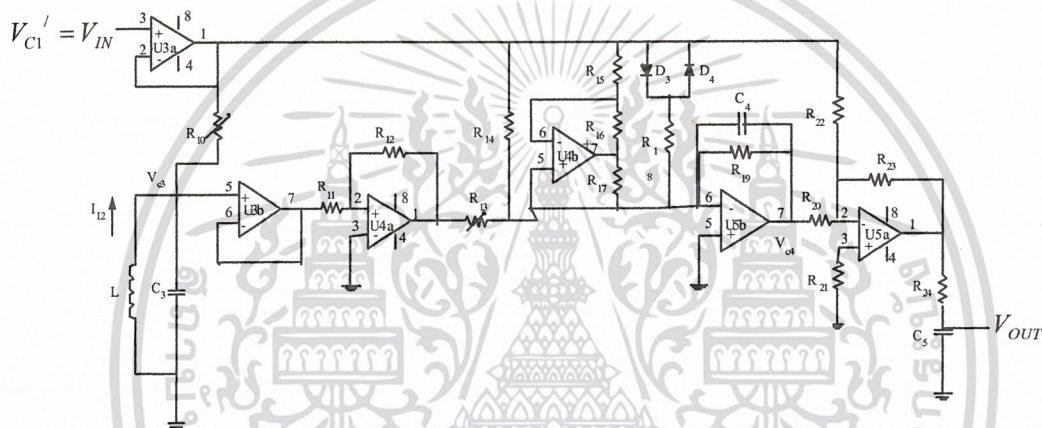 V_C1' = V_IN
3
2
+
-
U3a
8
4
1
R10
V_c3
I12
L
C3
5
6
+
-
U3b
7
R11
R12
2
3
+
-
U4a
8
4
1
R13
R14
6
5
-
+
U4b
+
7
R15
R16
R17
D3
D4
R1
8
C4
R19
6
5
-
+
U5b
7
V_c4
R20
R21
R22
R23
2
3
-
+
U5a
8
4
1
R24
C5
V_OUT